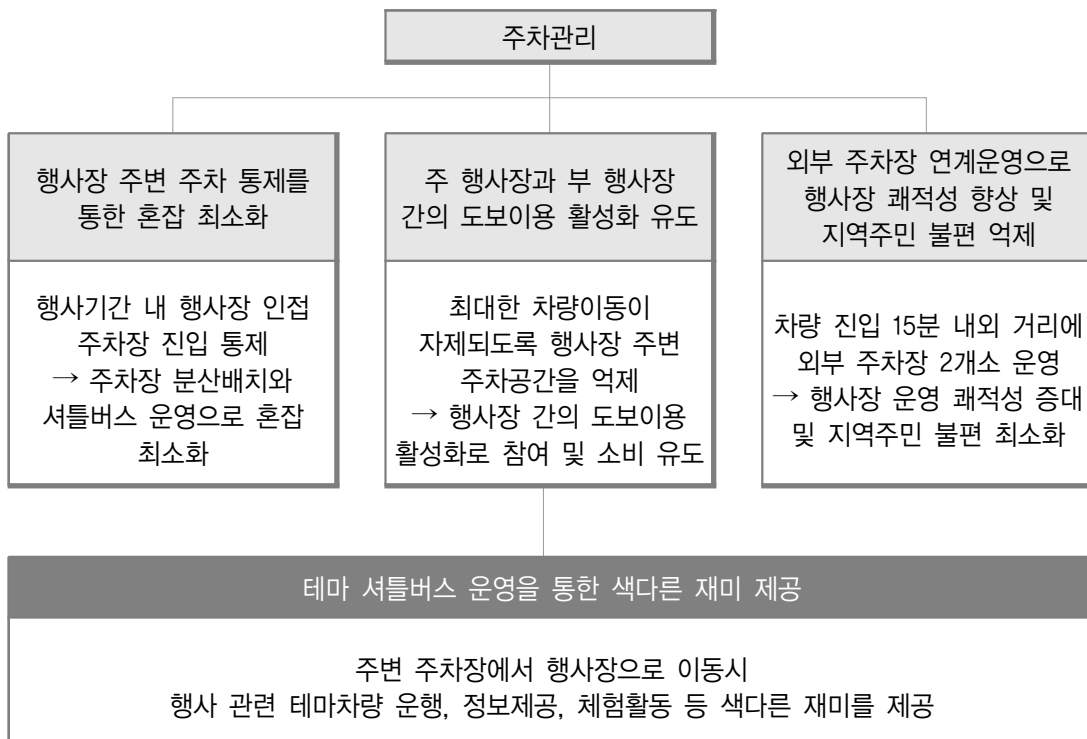 주차관리
행사장 주변 주차 통제를
통한 혼잡 최소화
행사기간 내 행사장 인접
주차장 진입 통제
→ 주차장 분산배치와
셔틀버스 운영으로 혼잡
최소화
주 행사장과 부 행사장
간의 도보이용 활성화 유도
최대한 차량이동이
자제되도록 행사장 주변
주차공간을 억제
→ 행사장 간의 도보이용
활성화로 참여 및 소비 유도
외부 주차장 연계운영으로
행사장 쾌적성 향상 및
지역주민 불편 억제
차량 진입 15분 내외 거리에
외부 주차장 2개소 운영
→ 행사장 운영 쾌적성 증대
및 지역주민 불편 최소화
테마 셔틀버스 운영을 통한 색다른 재미 제공
주변 주차장에서 행사장으로 이동시
행사 관련 테마차량 운행, 정보제공, 체험활동 등 색다른 재미를 제공